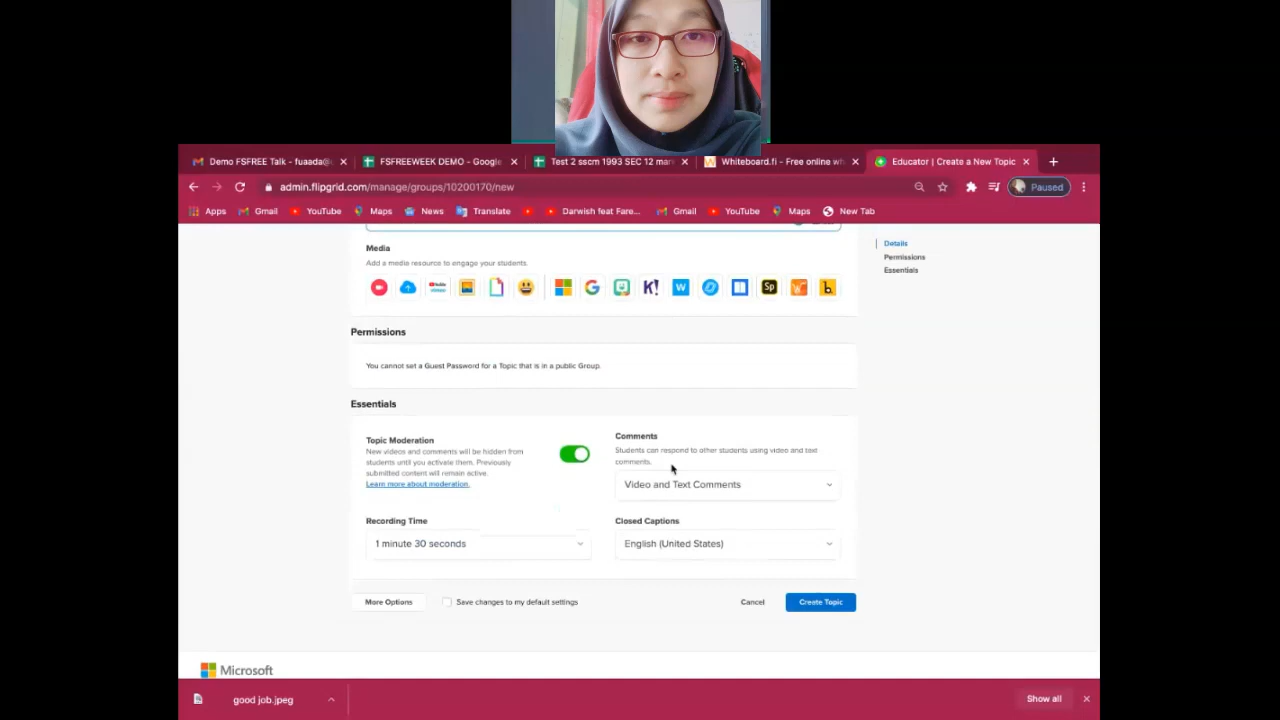 Demo FSFREE Talk - fuaada@
FSFREEWEEK DEMO - Google
Test 2 sscm 1993 SEC 12 mar
Whiteboard.fi - Free online wh
Educator | Create a New Topic
admin.flipgrid.com/manage/groups/10200170/new
Paused
Apps
Gmail
YouTube
Maps
News
Translate
Darwish feat Fare...
Gmail
YouTube
Maps
New Tab
Details
Permissions
Essentials
Media
Add a media resource to engage your students.
K!
W
Sp
b
Permissions
You cannot set a Guest Password for a Topic that is in a public Group.
Essentials
Topic Moderation
New videos and comments will be hidden from
students until you activate them. Previously
submitted content will remain active.
Learn more about moderation.
Comments
Students can respond to other students using video and text
comments.
Video and Text Comments
Recording Time
1 minute 30 seconds
Closed Captions
English (United States)
More Options
Save changes to my default settings
Cancel
Create Topic
Microsoft
good job.jpeg
Show all